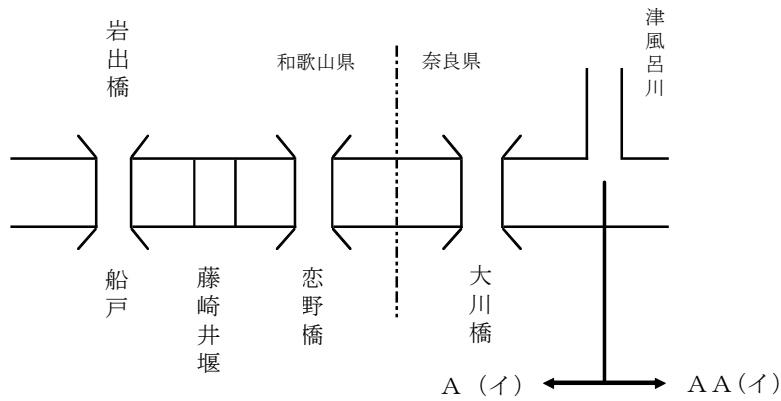 岩出橋
和歌山県
奈良県
津風呂川
船戸
藤崎井堰
恋野橋
大川橋
A（イ）
AA（イ）